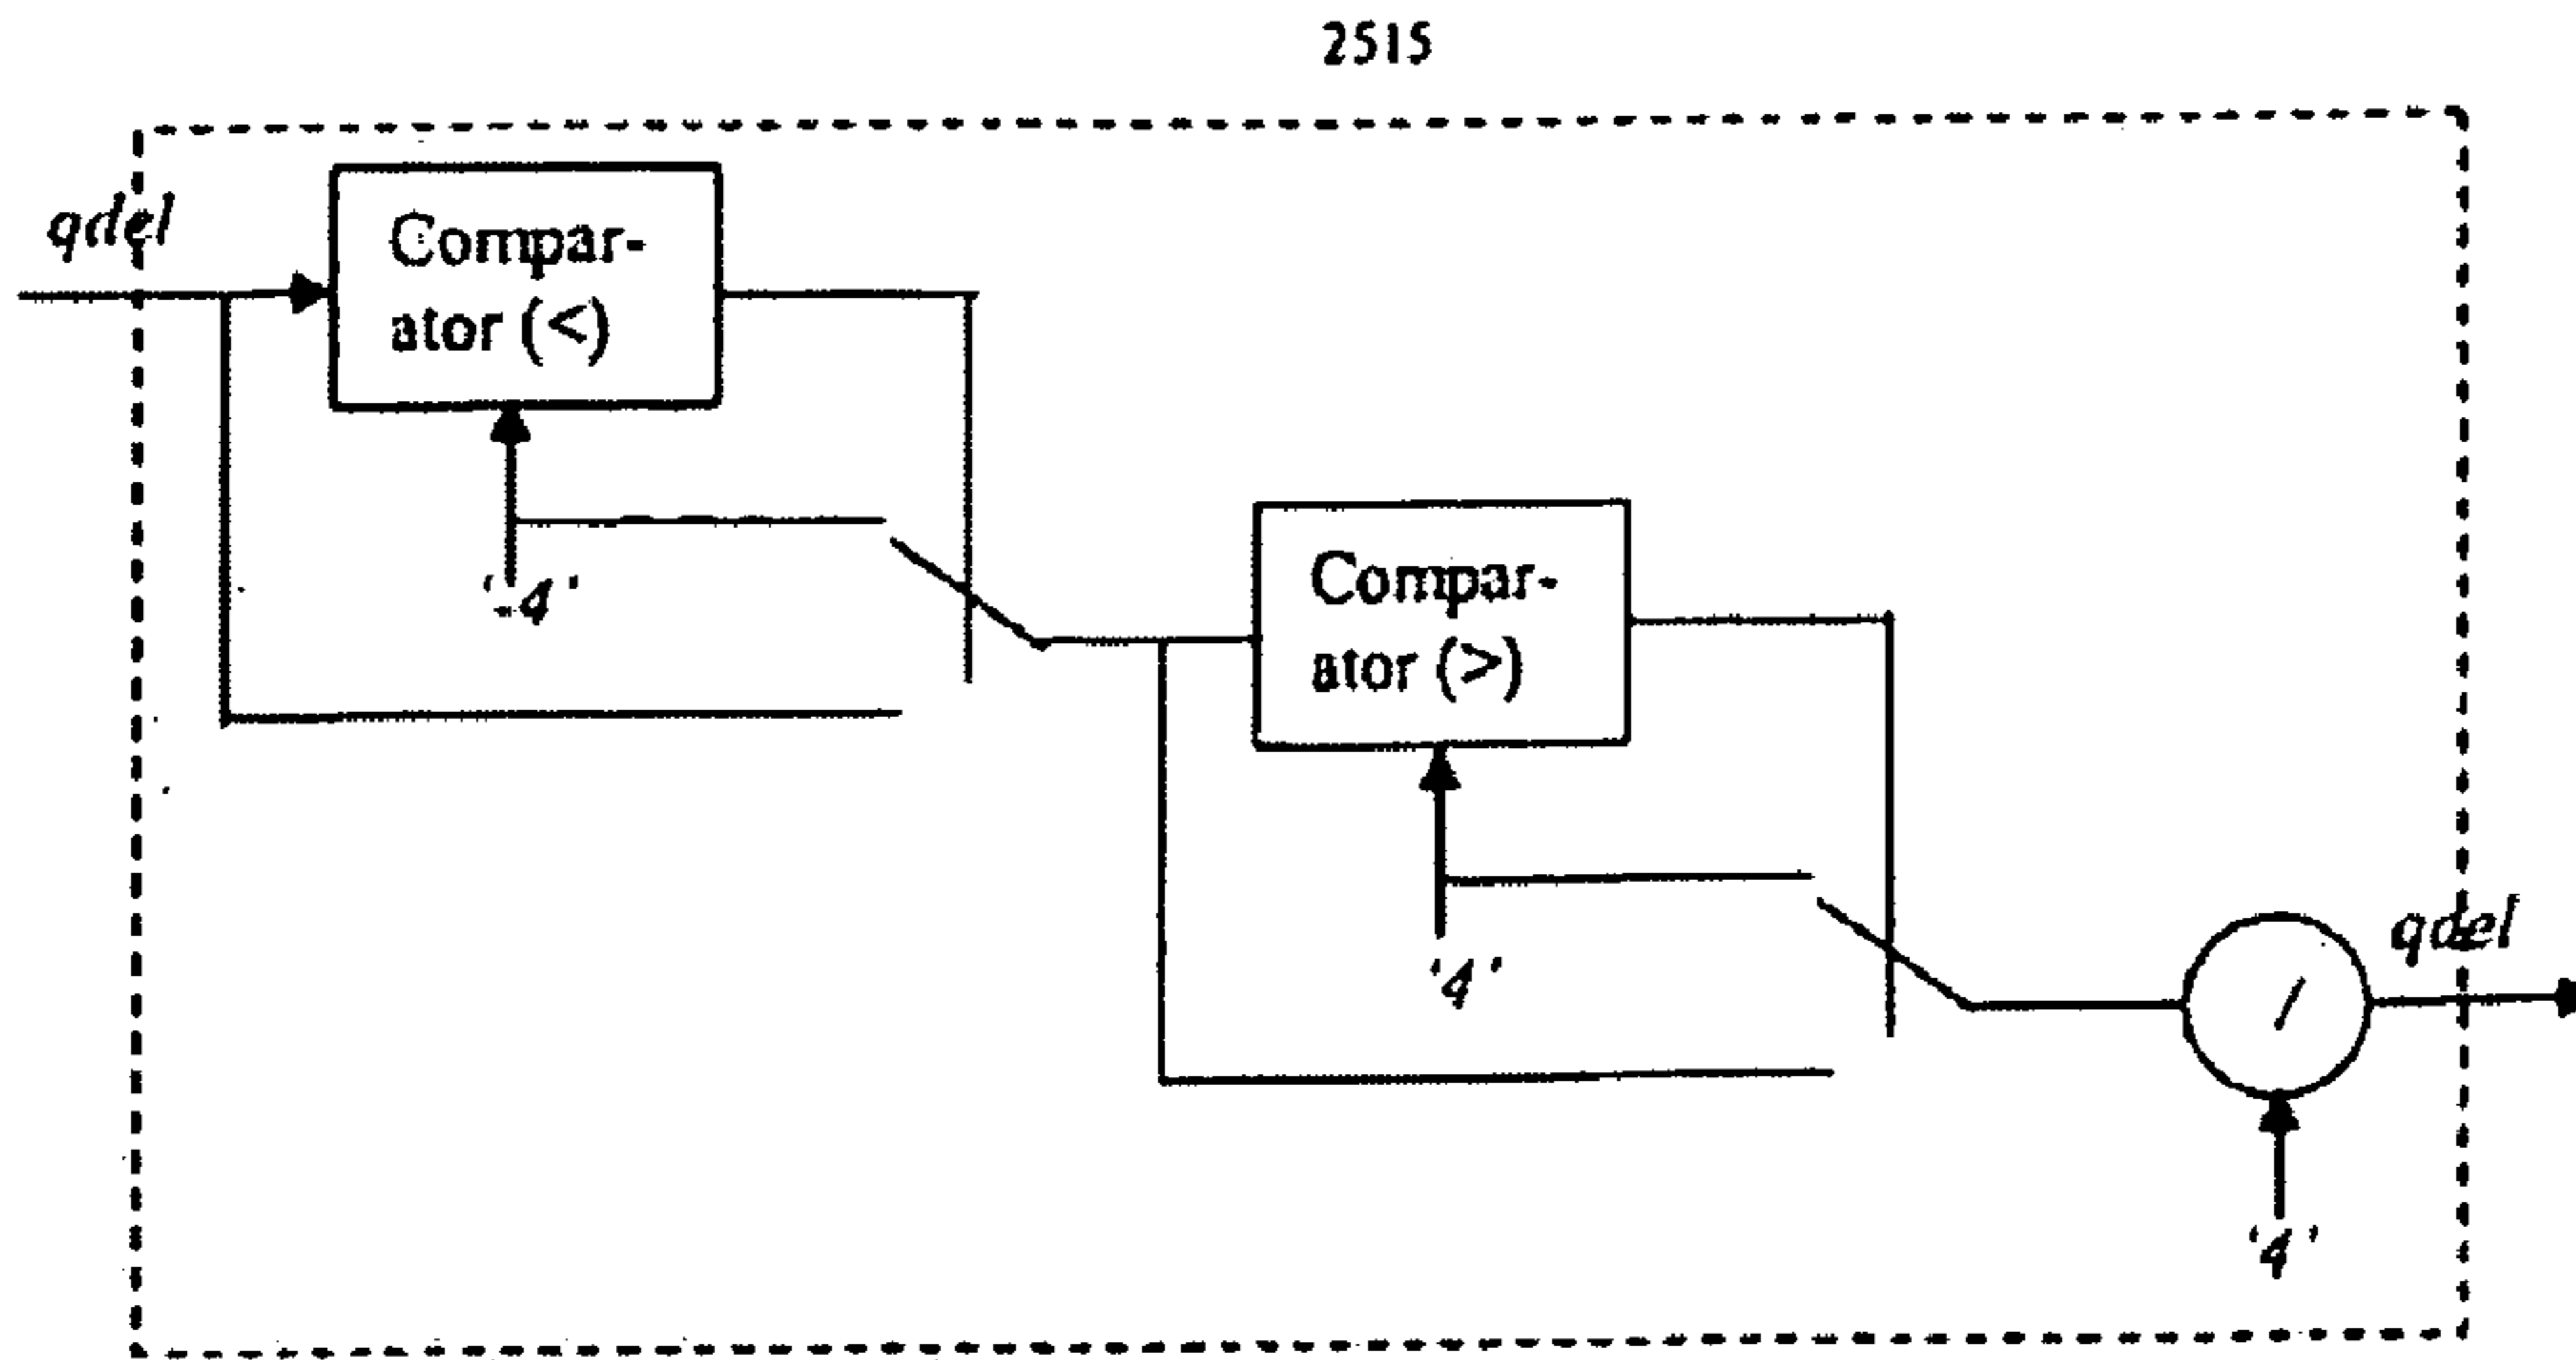 2515
qdel
Compar-
ator (<)
'-4'
Compar-
ator (>)
'4'
qdel
'/'
'4'